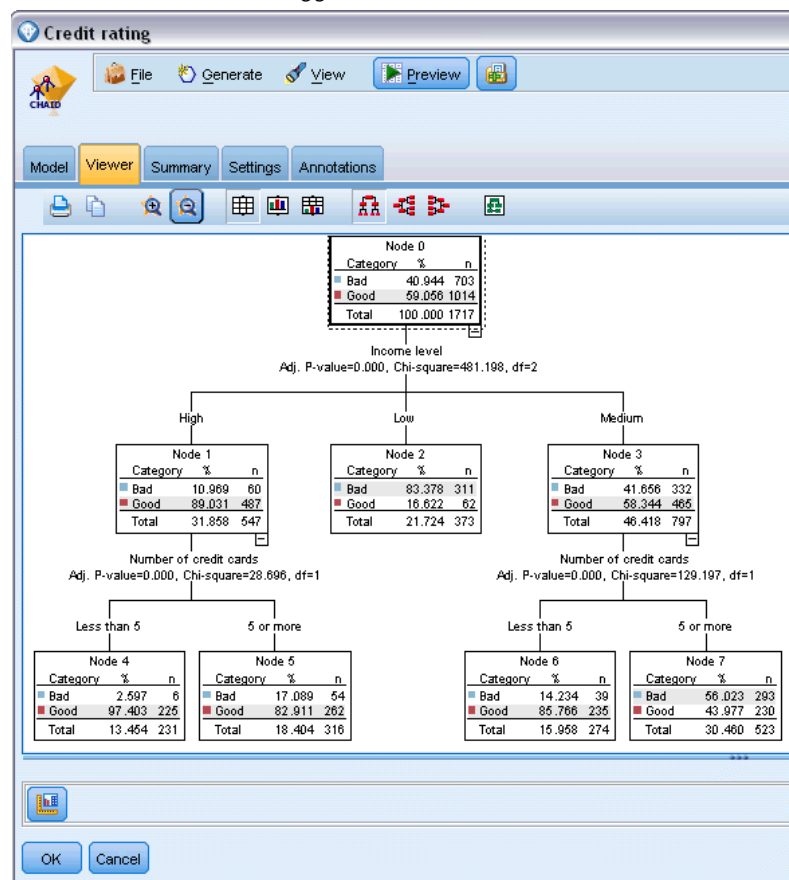 Credit rating
File Generate View Preview
CHAID
Model Viewer Summary Settings Annotations
Node 0
Category % n
Bad 40.944 703
Good 59.056 1014
Total 100.000 1717
Income level
Adj. P-value=0.000, Chi-square=481.198, df=2
High Low Medium
Node 1
Category % n
Bad 10.969 60
Good 89.031 487
Total 31.858 547
Node 2
Category % n
Bad 83.378 311
Good 16.622 62
Total 21.724 373
Node 3
Category % n
Bad 41.656 332
Good 58.344 465
Total 46.418 797
Number of credit cards
Adj. P-value=0.000, Chi-square=28.696, df=1
Number of credit cards
Adj. P-value=0.000, Chi-square=129.197, df=1
Less than 5 5 or more
Less than 5 5 or more
Node 4
Category % n
Bad 2.597 6
Good 97.403 225
Total 13.454 231
Node 5
Category % n
Bad 17.089 54
Good 82.911 262
Total 18.404 316
Node 6
Category % n
Bad 14.234 39
Good 85.766 235
Total 15.958 274
Node 7
Category % n
Bad 56.023 293
Good 43.977 230
Total 30.460 523
OK Cancel